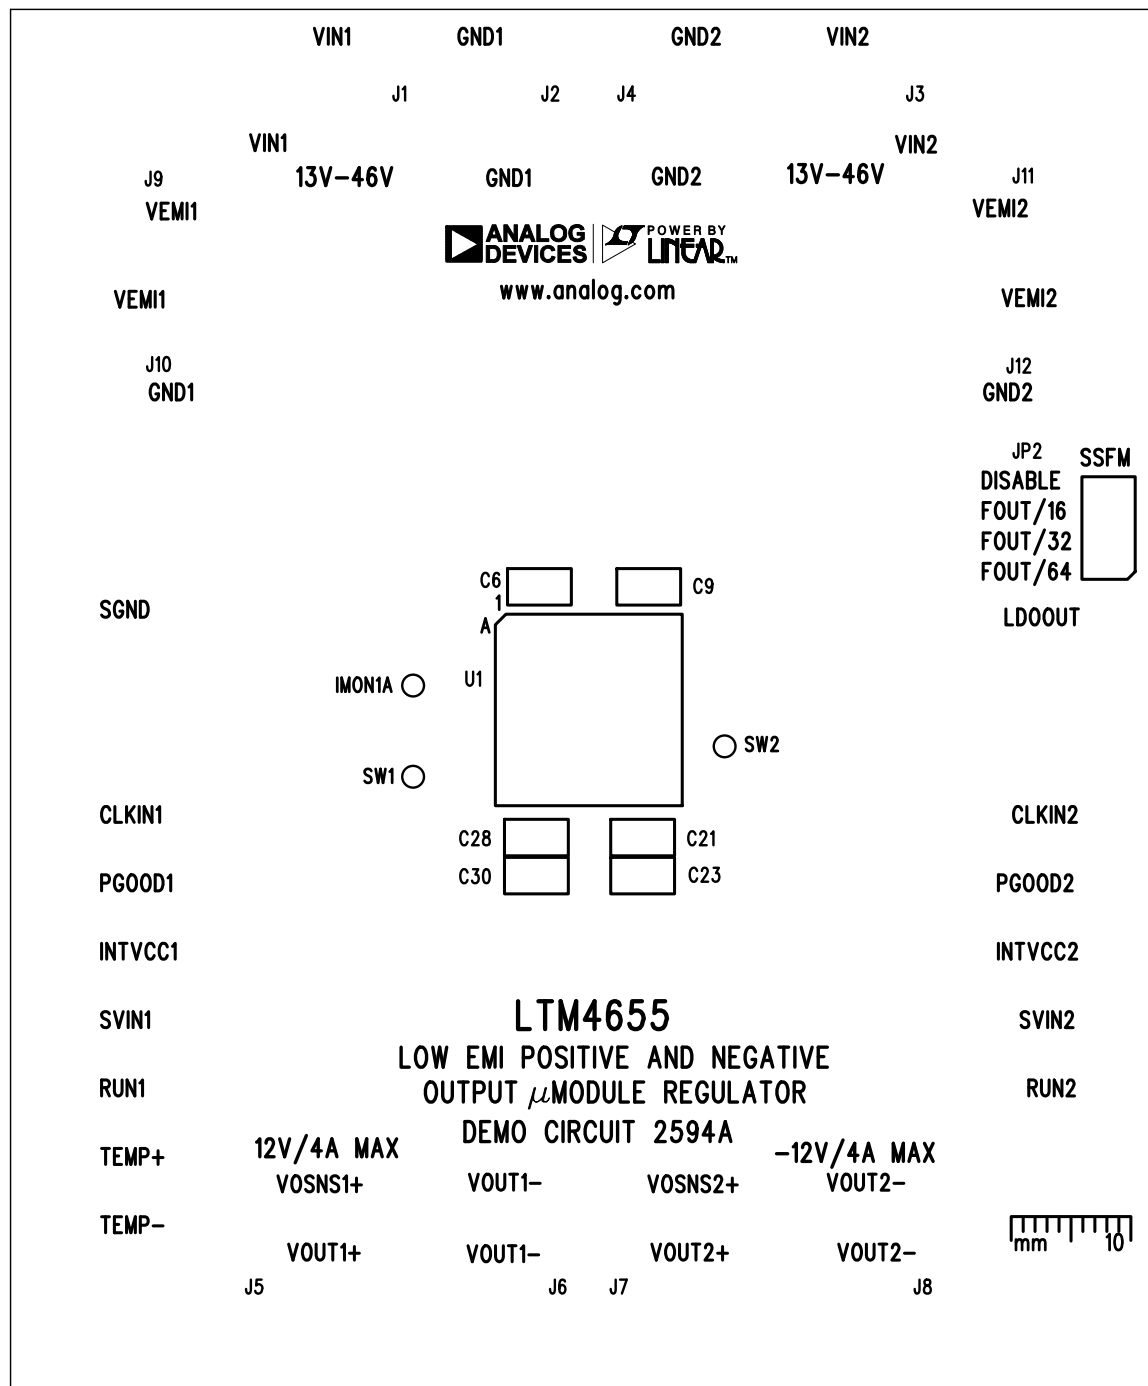 VIN1 GND1 GND2 VIN2
J1 J2 J4 J3
VIN1 VIN2
J9 13V-46V GND1 GND2 13V-46V J11
VEMI1 VEMI2
ANALOG DEVICES POWER BY LINEAR™
www.analog.com
VEMI1 VEMI2
J10 J12
GND1 GND2
JP2 SSFM
DISABLE
FOUT/16
FOUT/32
FOUT/64
C6 C9
1
SGND LDOOUT
A
U1
IMON1A
SW2
SW1
CLKIN1 CLKIN2
C28 C21
C30 C23
PGOOD1 PGOOD2
INTVCC1 INTVCC2
SVIN1 LTM4655 SVIN2
LOW EMI POSITIVE AND NEGATIVE
RUN1 OUTPUT μMODULE REGULATOR RUN2
DEMO CIRCUIT 2594A
TEMP+ 12V/4A MAX -12V/4A MAX
VOSNS1+ VOUT1- VOSNS2+ VOUT2-
TEMP-
mm 10
VOUT1+ VOUT1- VOUT2+ VOUT2-
J5 J6 J7 J8